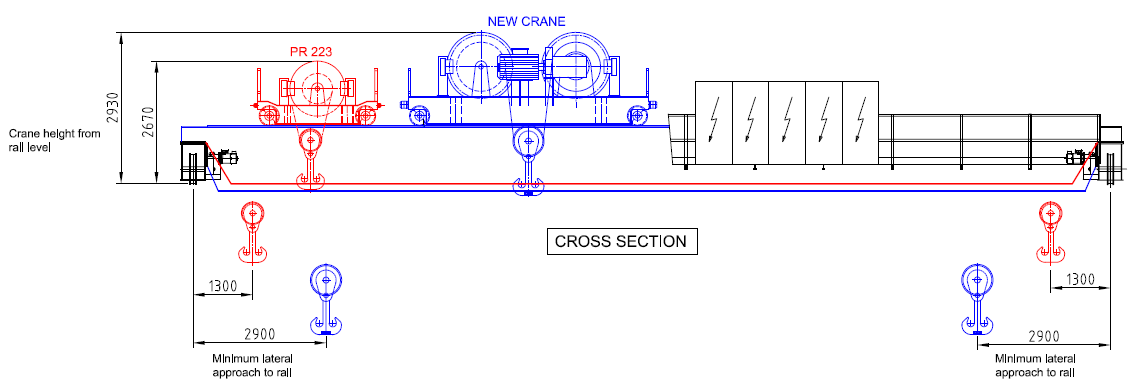 NEW CRANE
PR 223
2930
2670
Crane height from
rail level
CROSS SECTION
1300
1300
2900
2900
Minimum lateral
approach to rail
Minimum lateral
approach to rail